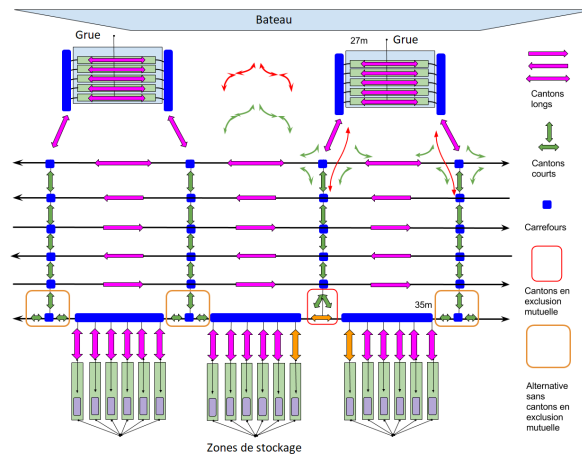 Bateau
Grue
27m
Grue
Cantons
longs
Cantons
courts
Carrefours
Cantons en
exclusion
mutuelle
35m
Alternative
sans
cantons en
exclusion
mutuelle
Zones de stockage